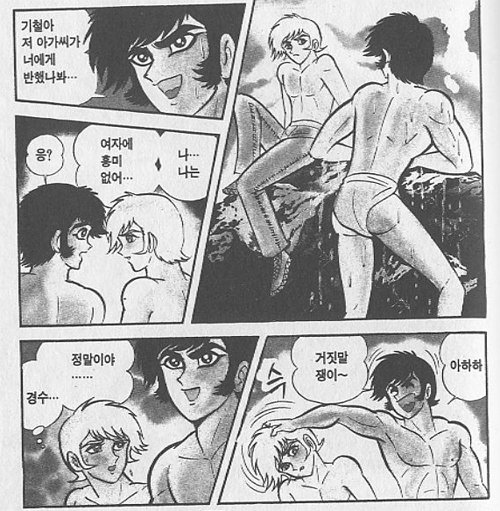 기철아
저 아가씨가
너에게
반했나봐…
나…
나는
여자에
흥미
없어…
응?
정말이야
……
경수…
거짓말
쟁이~
슥
아하하